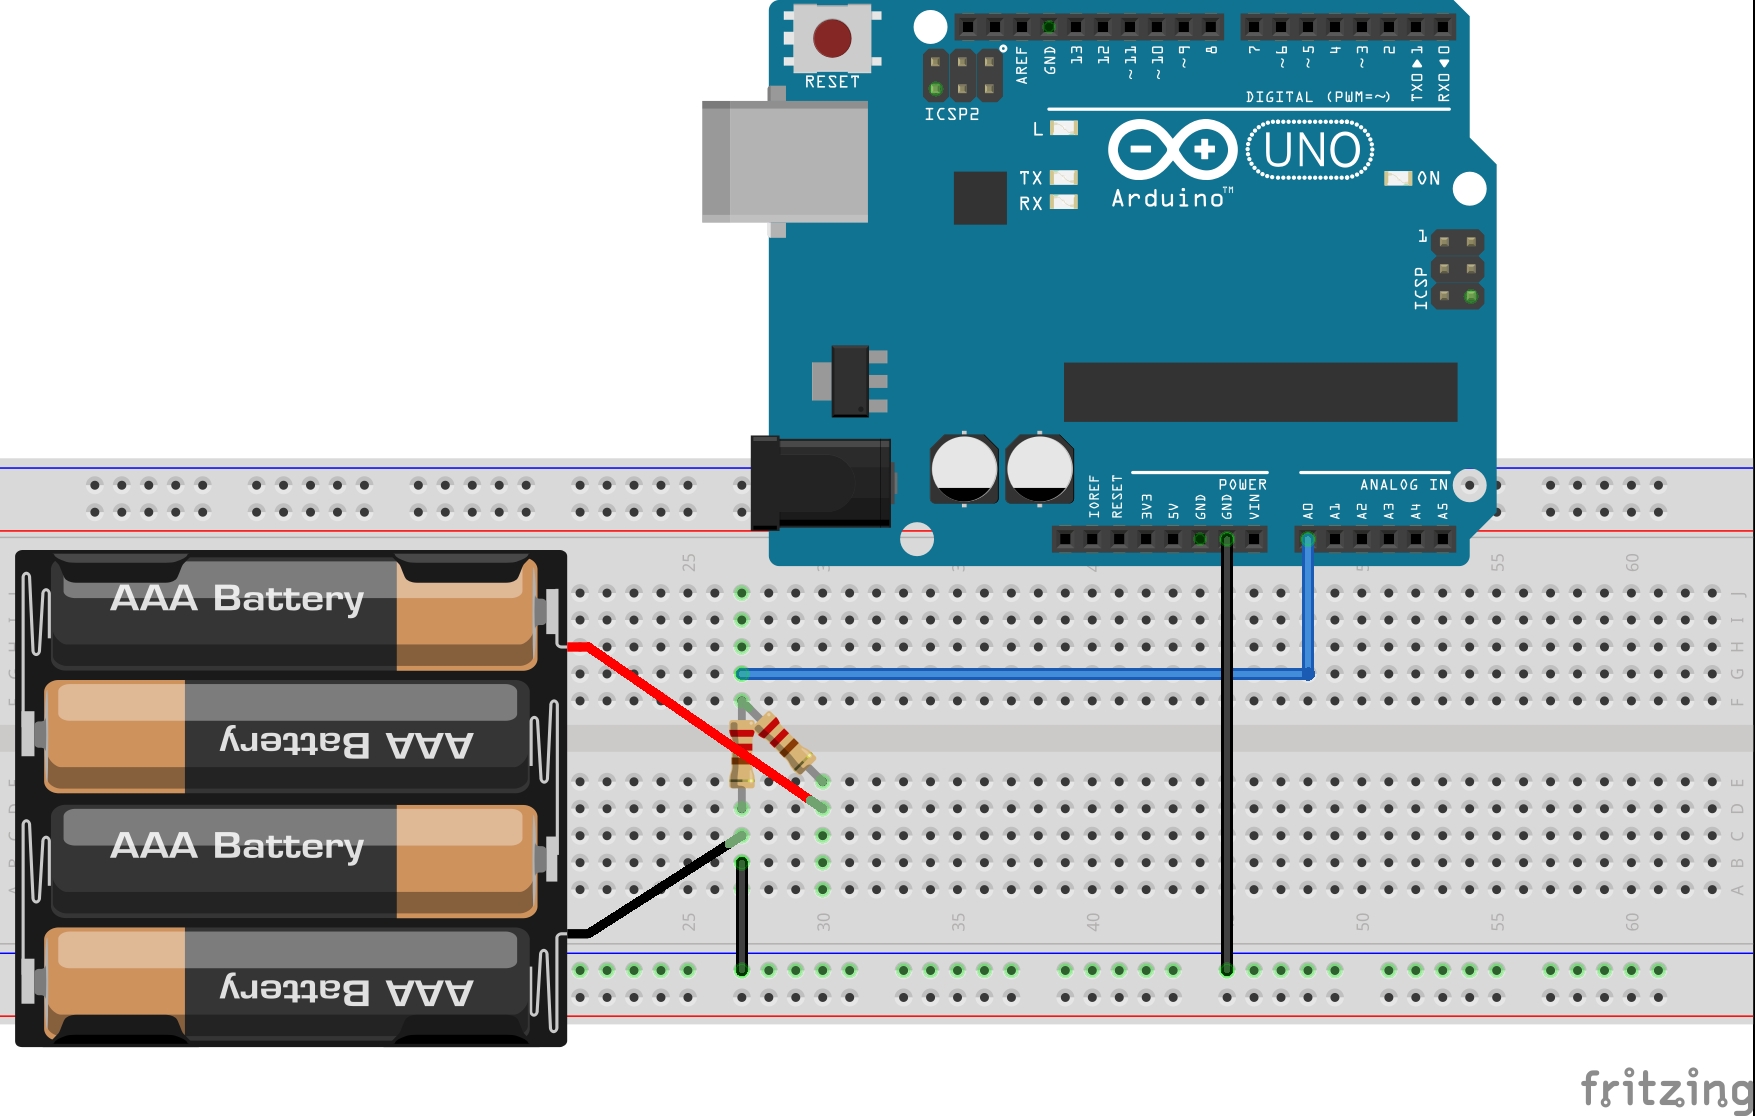 RESET
ICSP2
AREF
GND
13
12
~11
~10
~9
8
7
~6
~5
4
~3
2
TX0▶1
RX0◀0
DIGITAL (PWM=~)
L
TX
RX
Arduino™
UNO
ON
1
ICSP
IOREF
RESET
3V3
5V
GND
GND
VIN
POWER
A0
A1
A2
A3
A4
A5
ANALOG IN
25
55
60
J
I
H
G
F
E
D
C
B
A
25
30
35
40
50
55
60
AAA Battery
AAA Battery
AAA Battery
AAA Battery
fritzing